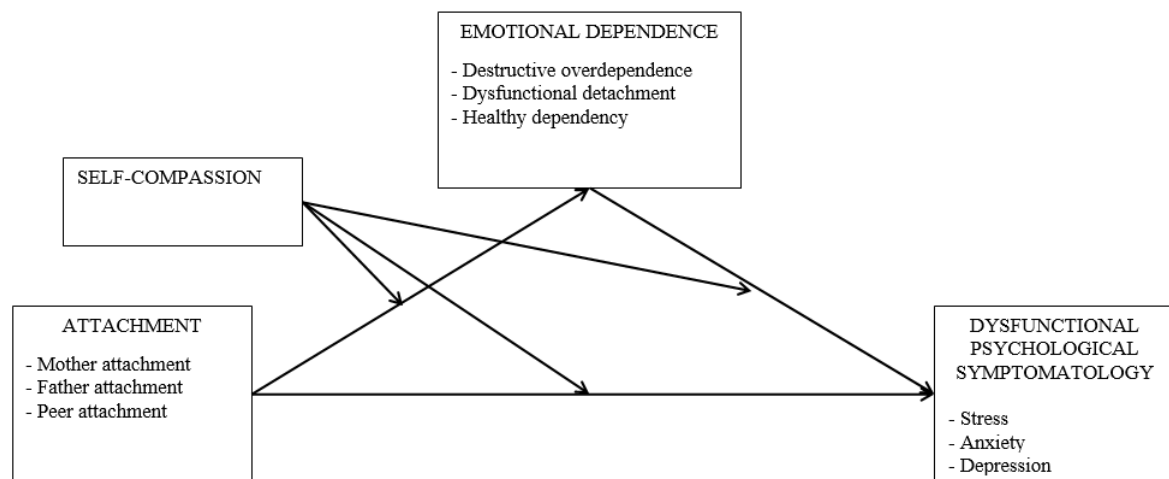 EMOTIONAL DEPENDENCE
- Destructive overdependence
- Dysfunctional detachment
- Healthy dependency
SELF-COMPASSION
ATTACHMENT
- Mother attachment
- Father attachment
- Peer attachment
DYSFUNCTIONAL
PSYCHOLOGICAL
SYMPTOMATOLOGY
- Stress
- Anxiety
- Depression